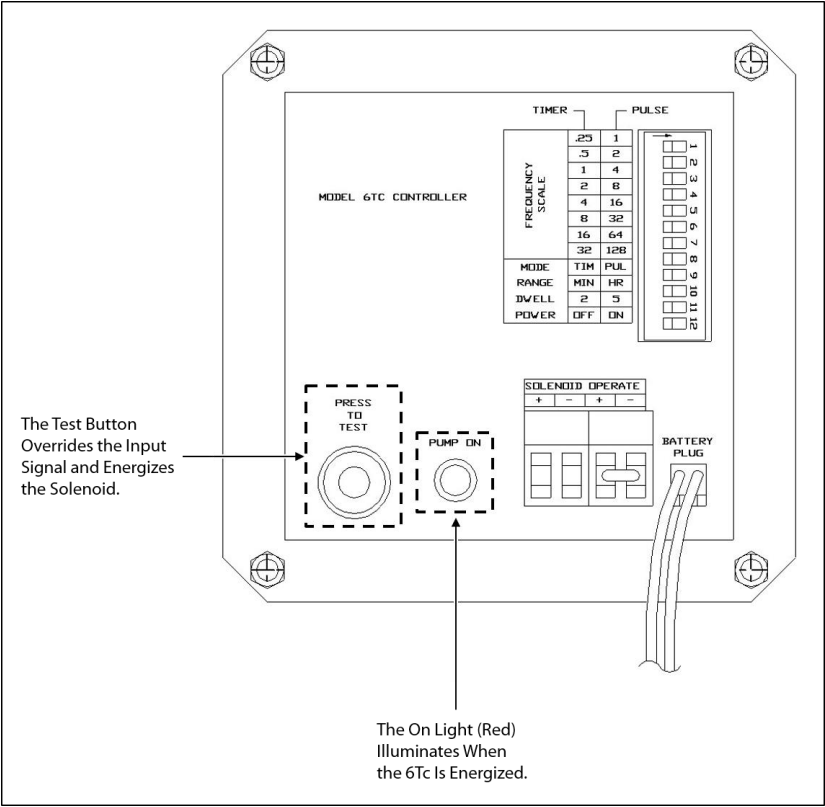 TIMER PULSE
.25 1
.5 2
1 4
2 8
4 16
8 32
16 64
32 128
FREQUENCY
SCALE
MODE TIM PUL
RANGE MIN HR
DWELL 2 5
POWER OFF ON
1
2
3
4
5
6
7
8
9
10
11
12
MODEL 6TC CONTROLLER
PRESS
TO
TEST
PUMP ON
SOLENOID OPERATE
+ - + -
BATTERY
PLUG
The Test Button
Overrides the Input
Signal and Energizes
the Solenoid.
The On Light (Red)
Illuminates When
the 6Tc Is Energized.